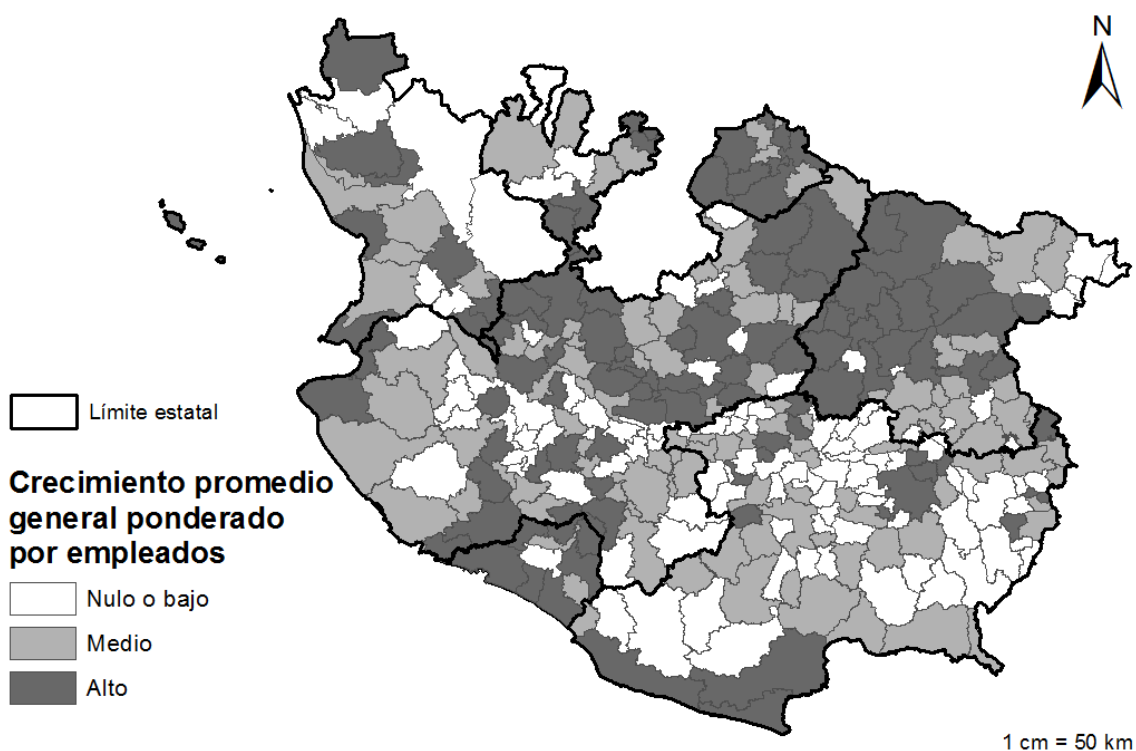 N
Límite estatal
Crecimiento promedio
general ponderado
por empleados
Nulo o bajo
Medio
Alto
1 cm = 50 km